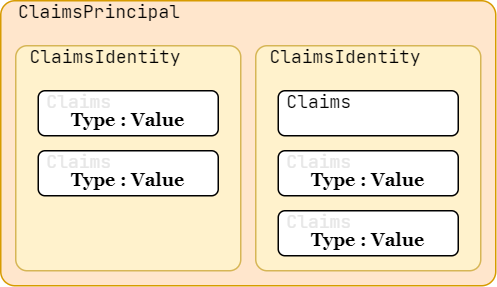 ClaimsPrincipal
ClaimsIdentity
Claims
Type : Value
Claims
Type : Value
ClaimsIdentity
Claims
Claims
Type : Value
Claims
Type : Value